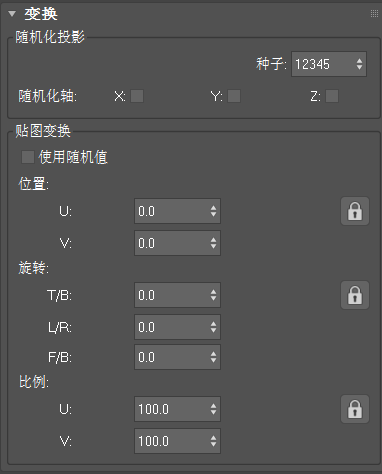 变换
随机化投影
种子: 12345
随机化轴: X: Y: Z:
贴图变换
使用随机值
位置:
U: 0.0
V: 0.0
旋转:
T/B: 0.0
L/R: 0.0
F/B: 0.0
比例:
U: 100.0
V: 100.0